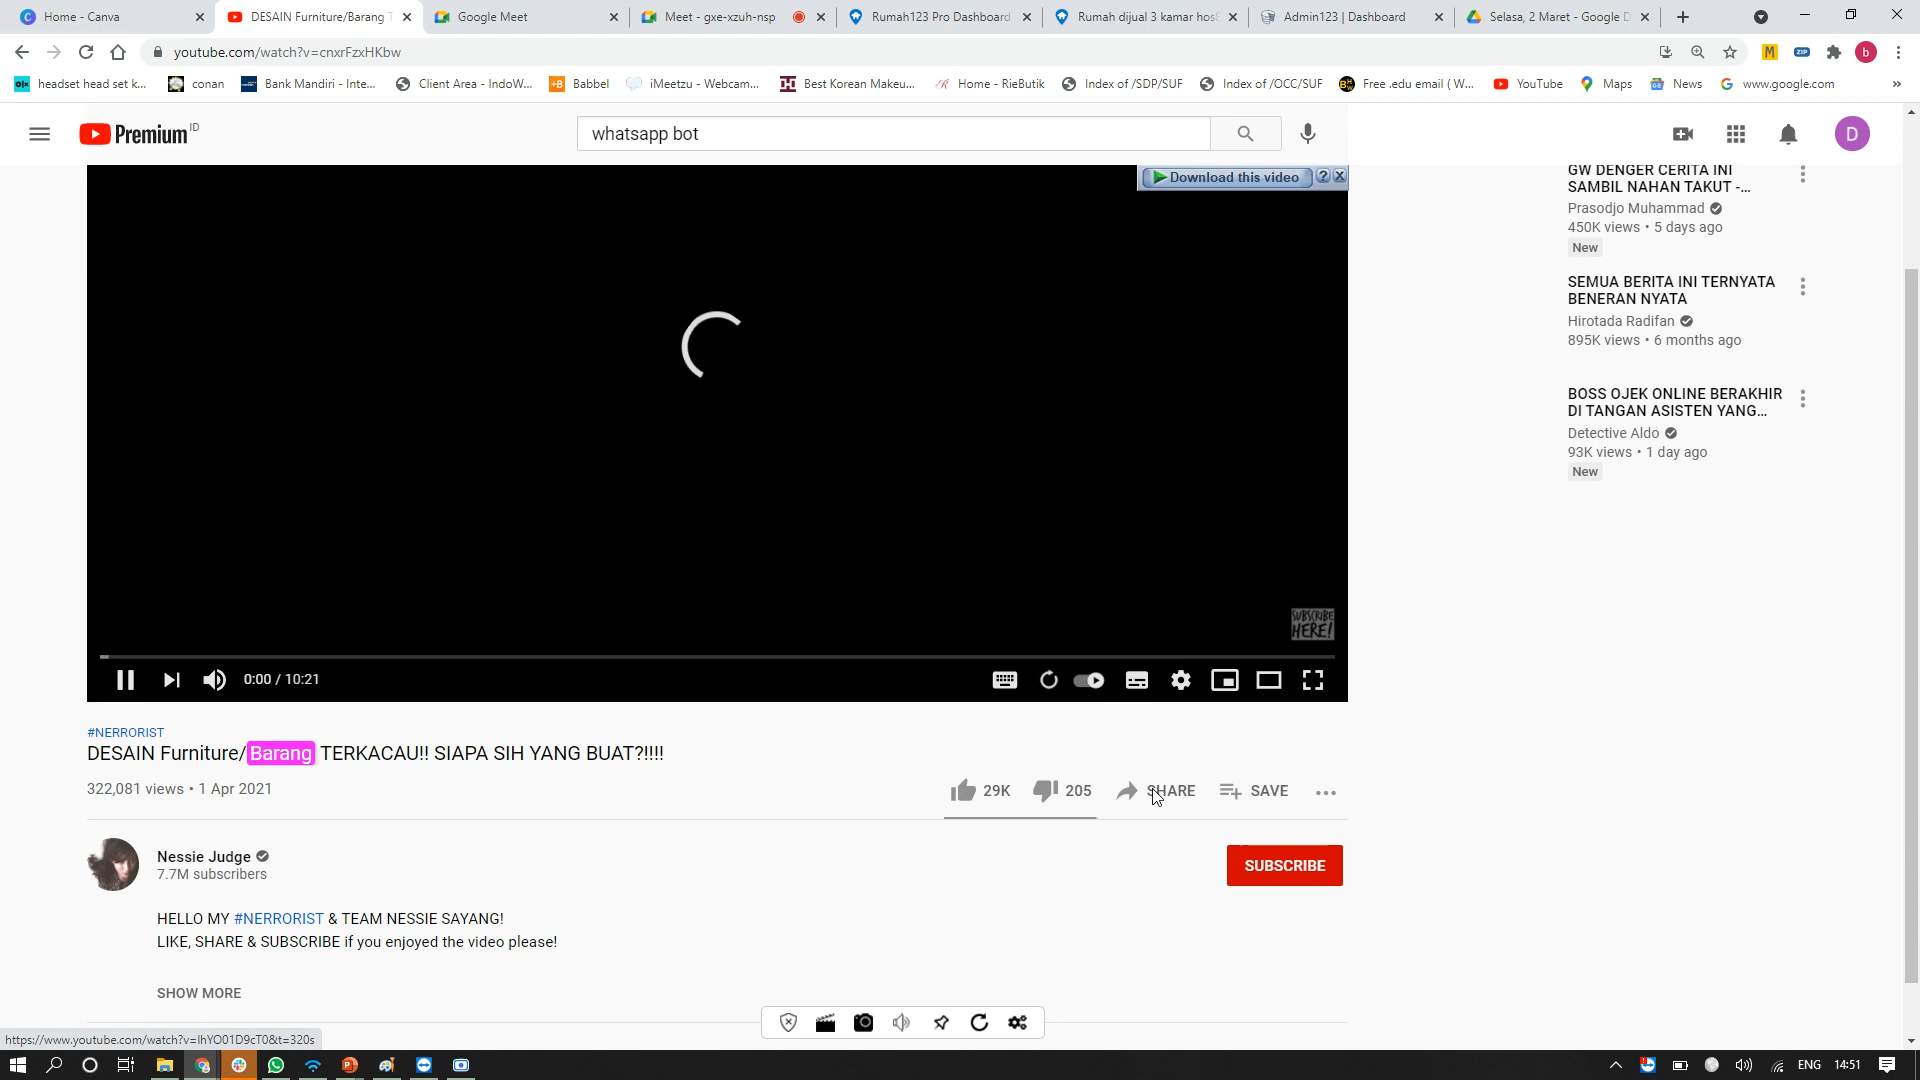 Home - Canva
DESAIN Furniture/Barang T
Google Meet
Meet - gxe-xzuh-nsp
Rumah123 Pro Dashboard
Rumah dijual 3 kamar hos
Admin123 | Dashboard
Selasa, 2 Maret - Google D
youtube.com/watch?v=cnxrFzxHKbw
M
ZIP
b
headset head set k...
conan
Bank Mandiri - Inte...
Client Area - IndoW...
Babbel
iMeetzu - Webcam...
Best Korean Makeu...
Home - RieButik
Index of /SDP/SUF
Index of /OCC/SUF
Free .edu email ( W...
YouTube
Maps
News
www.google.com
Premium ID
whatsapp bot
D
Download this video
GW DENGER CERITA INI
SAMBIL NAHAN TAKUT -...
Prasodjo Muhammad
450K views • 5 days ago
New
SEMUA BERITA INI TERNYATA
BENERAN NYATA
Hirotada Radifan
895K views • 6 months ago
BOSS OJEK ONLINE BERAKHIR
DI TANGAN ASISTEN YANG...
Detective Aldo
93K views • 1 day ago
New
SUBSCRIBE
HERE!
0:00 / 10:21
#NERRORIST
DESAIN Furniture/Barang TERKACAU!! SIAPA SIH YANG BUAT?!!!!
322,081 views • 1 Apr 2021
29K
205
SHARE
SAVE
Nessie Judge
7.7M subscribers
SUBSCRIBE
HELLO MY #NERRORIST & TEAM NESSIE SAYANG!
LIKE, SHARE & SUBSCRIBE if you enjoyed the video please!
SHOW MORE
https://www.youtube.com/watch?v=IhYO01D9cT0&t=320s
ENG
14:51